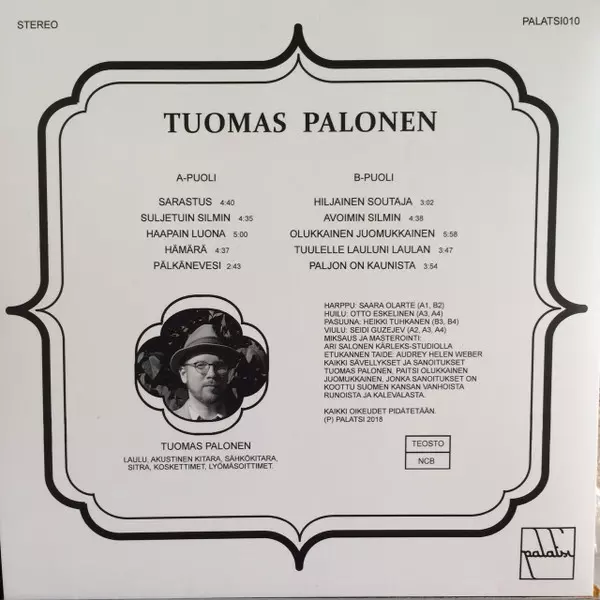 STEREO
PALATSI010
TUOMAS PALONEN
A-PUOLI
SARASTUS 4:40
SULJETUIN SILMIN 4:35
HAAPAIN LUONA 5:00
HÄMÄRÄ 4:37
PÄLKÄNEVESI 2:43
B-PUOLI
HILJAINEN SOUTAJA 3:02
AVOIMIN SILMIN 4:38
OLUKKAINEN JUOMUKKAINEN 5:58
TUULELLE LAULUNI LAULAN 3:47
PALJON ON KAUNISTA 3:54
TUOMAS PALONEN
LAULU, AKUSTINEN KITARA, SÄHKÖKITARA,
SITRA, KOSKETTIMET, LYÖMÄSOITTIMET.
HARPPU: SAARA OLARTE (A1, B2)
HUILU: OTTO ESKELINEN (A3, A4)
PASUUNA: HEIKKI TUHKANEN (B3, B4)
VIULU: SEIDI GUZEJEV (A2, A3, A4)
MIKSAUS JA MASTEROINTI:
ARI SALONEN KÄRLEKS-STUDIOLLA
ETUKANNEN TAIDE: AUDREY HELEN WEBER
KAIKKI SÄVELLYKSET JA SANOITUKSET
TUOMAS PALONEN, PAITSI OLUKKAINEN
JUOMUKKAINEN, JONKA SANOITUKSET ON
KOOTTU SUOMEN KANSAN VANHOISTA
RUNOISTA JA KALEVALASTA.
KAIKKI OIKEUDET PIDÄTETÄÄN.
(P) PALATSI 2018
TEOSTO
NCB
palatsi